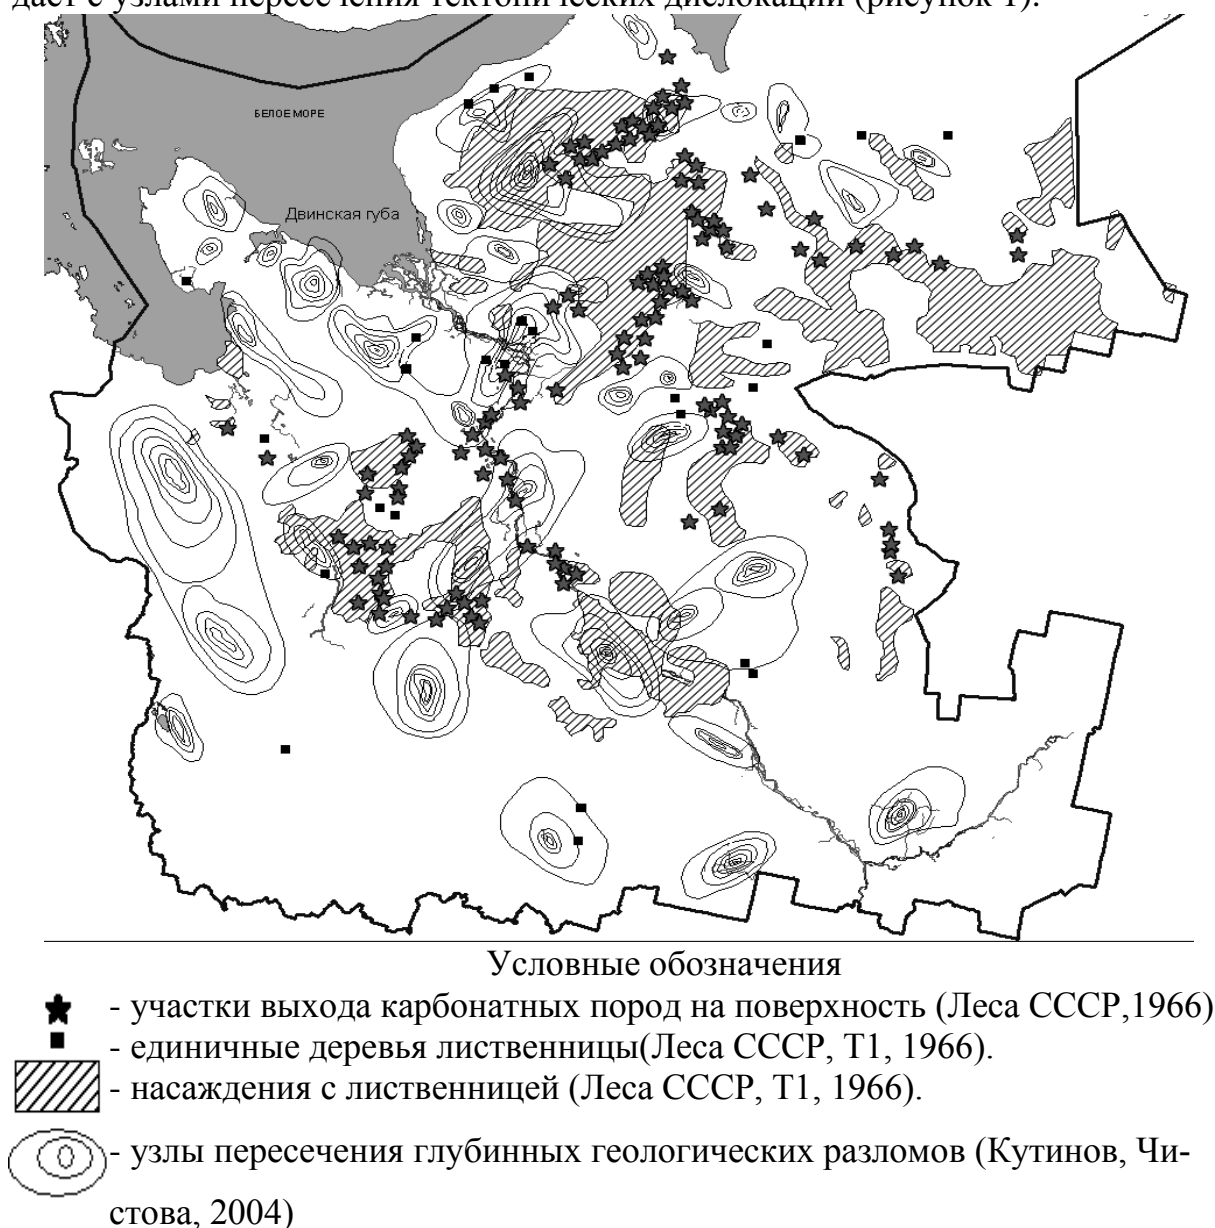 дает с узлами пересечения тектонических дислокаций (рисунок 1).
БЕЛОЕ МОРЕ
Двинская губа
Условные обозначения
- участки выхода карбонатных пород на поверхность (Леса СССР,1966)
- единичные деревья лиственницы(Леса СССР, Т1, 1966).
- насаждения с лиственницей (Леса СССР, Т1, 1966).
- узлы пересечения глубинных геологических разломов (Кутинов, Чи-
стова, 2004)